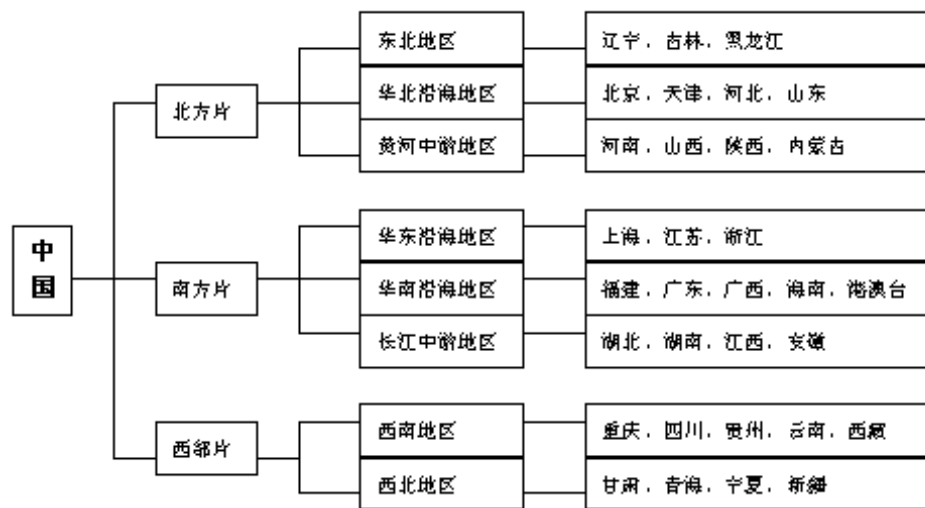 东北地区 辽宁，吉林，黑龙江
北方片 华北沿海地区 北京，天津，河北，山东
黄河中游地区 河南，山西，陕西，内蒙古
中国
华东沿海地区 上海，江苏，浙江
南方片 华南沿海地区 福建，广东，广西，海南，港澳台
长江中游地区 湖北，湖南，江西，安徽
西部片
西南地区 重庆，四川，贵州，云南，西藏
西北地区 甘肃，青海，宁夏，新疆